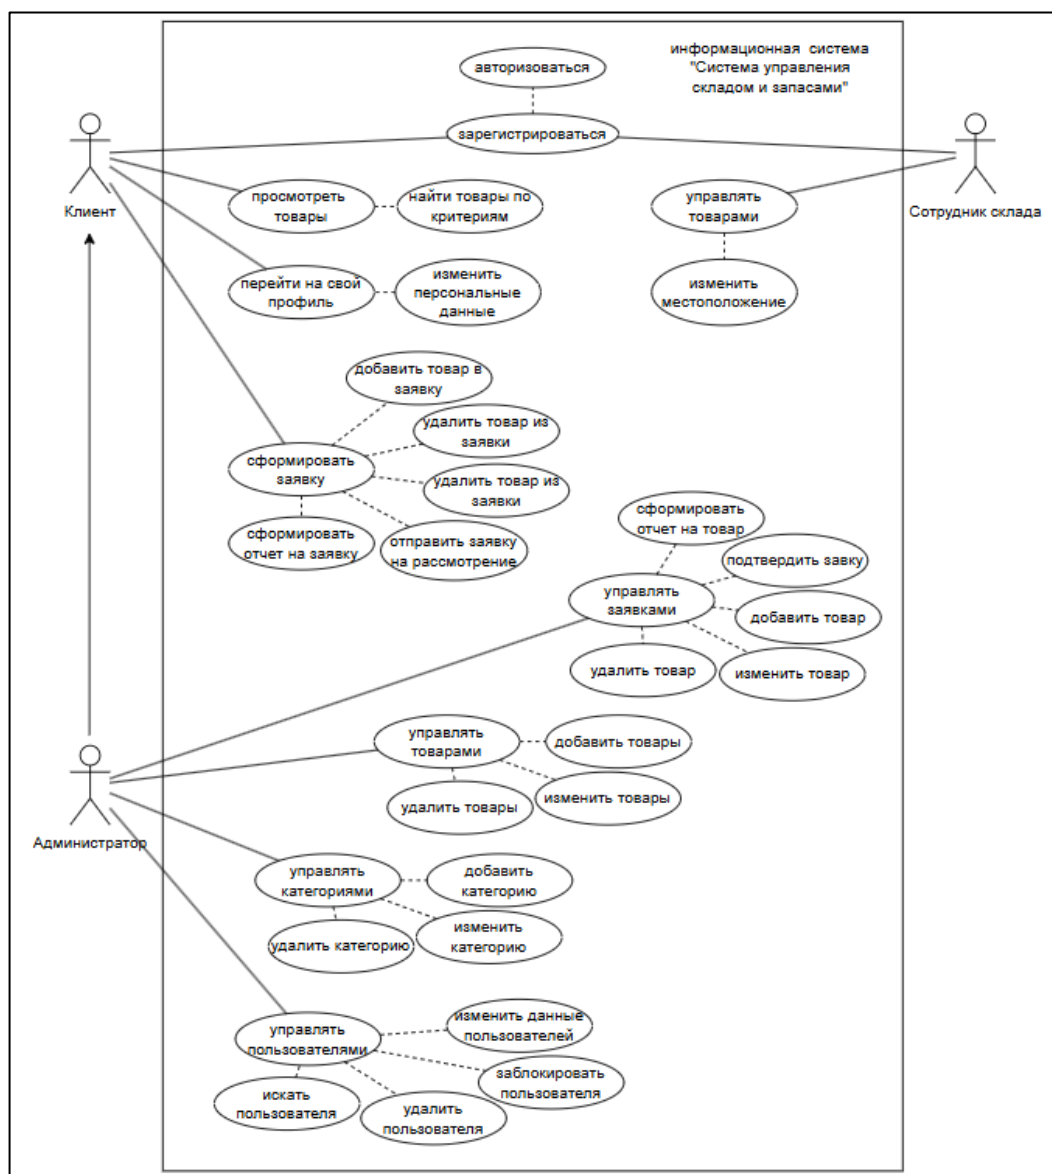 информационная система
"Система управления
складом и запасами"
авторизоваться
зарегистрироваться
Клиент
Сотрудник склада
просмотреть
товары
найти товары по
критериям
управлять
товарами
перейти на свой
профиль
изменить
персональные
данные
изменить
местоположение
добавить товар в
заявку
удалить товар из
заявки
сформировать
заявку
удалить товар из
заявки
сформировать
отчет на заявку
отправить заявку
на рассмотрение
сформировать
отчет на товар
подтвердить завку
управлять
заявками
добавить товар
удалить товар
изменить товар
управлять
товарами
добавить товары
удалить товары
изменить товары
Администратор
управлять
категориями
добавить
категорию
удалить категорию
изменить
категорию
управлять
пользователями
изменить данные
пользователей
заблокировать
пользователя
искать
пользователя
удалить
пользователя